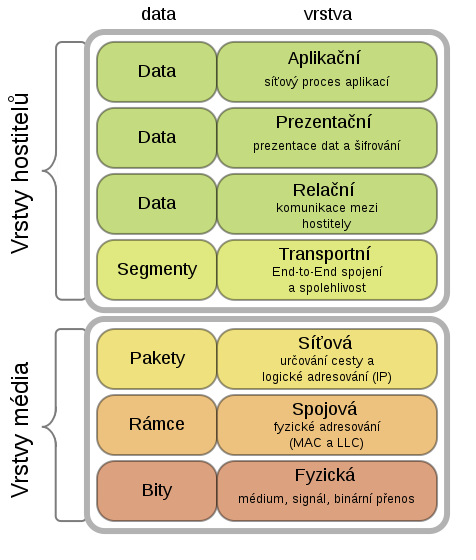 data vrstva
Vrstvy hostitelů
Data
Aplikační
síťový proces aplikací
Data
Prezentační
prezentace dat a šifrování
Data
Relační
komunikace mezi
hostitely
Segmenty
Transportní
End-to-End spojení
a spolehlivost
Vrstvy média
Pakety
Síťová
určování cesty a
logické adresování (IP)
Rámce
Spojová
fyzické adresování
(MAC a LLC)
Bity
Fyzická
médium, signál, binární přenos